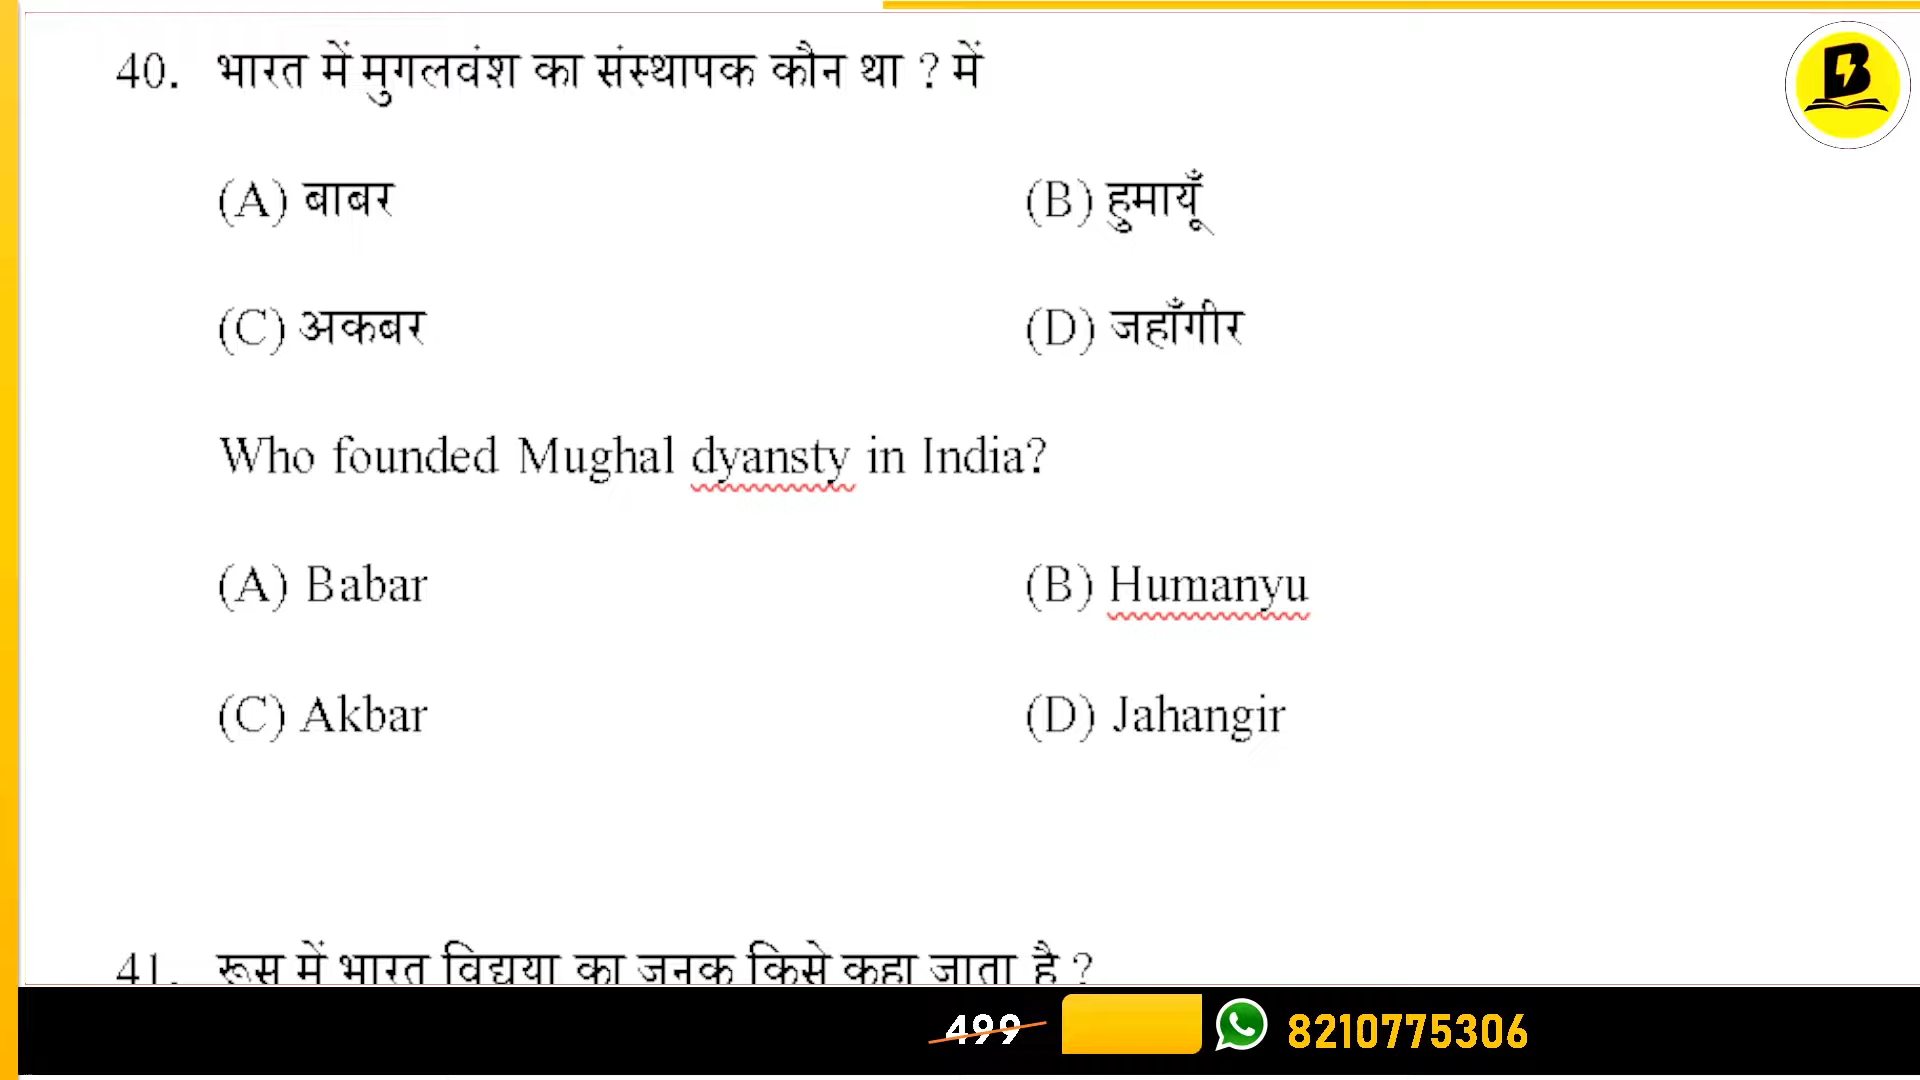 40. भारत में मुगलवंश का संस्थापक कौन था ? में
(A) बाबर (B) हुमायूँ
(C) अकबर (D) जहाँगीर
Who founded Mughal dyansty in India?
(A) Babar (B) Humanyu
(C) Akbar (D) Jahangir
41. रूस में भारत विद्यया का जनक किसे कहा जाता है ?
499 8210775306